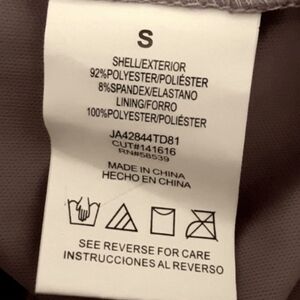 S
SHELL/EXTERIOR
92%POLYESTER/POLIÉSTER
8%SPANDEX/ELASTANO
LINING/FORRO
100%POLYESTER/POLIÉSTER
JA42844TD81
CUT#141616
RN#58539
MADE IN CHINA
HECHO EN CHINA
SEE REVERSE FOR CARE
INSTRUCCIONES AL REVERSO